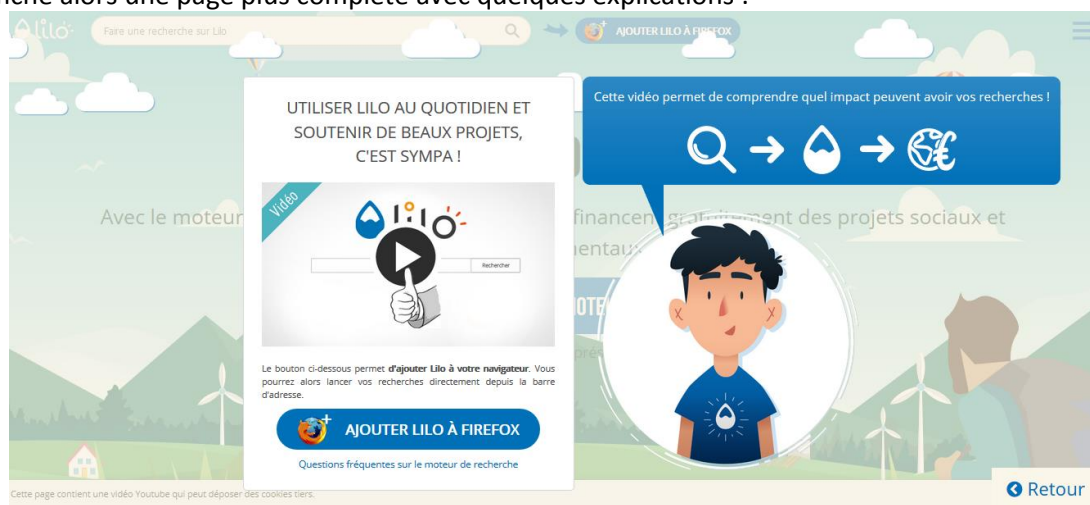 alors une page plus complète avec quelques explications :
lilo
Faire une recherche sur Lilo
AJOUTER LILO À FIREFOX
UTILISER LILO AU QUOTIDIEN ET
SOUTENIR DE BEAUX PROJETS,
C'EST SYMPA !
Cette vidéo permet de comprendre quel impact peuvent avoir vos recherches !
Vidéo
lilo
Rechercher
Avec le moteur
financent gratuitement des projets sociaux et
Le bouton ci-dessous permet d'ajouter Lilo à votre navigateur. Vous
pourrez alors lancer vos recherches directement depuis la barre
d'adresse.
AJOUTER LILO À FIREFOX
Questions fréquentes sur le moteur de recherche
Cette page contient une vidéo Youtube qui peut déposer des cookies tiers.
Retour